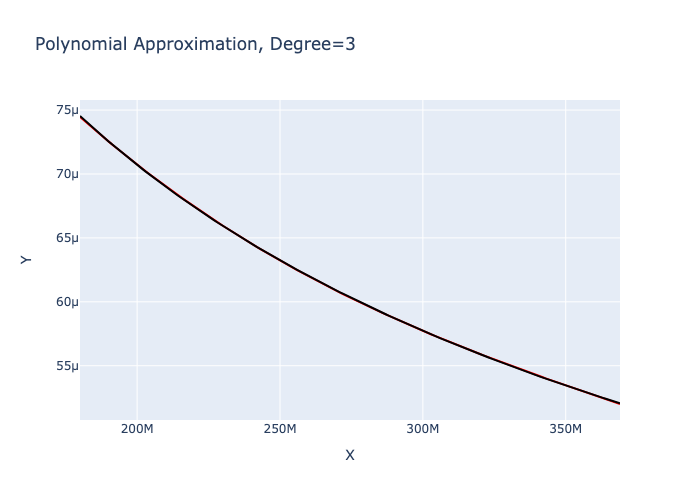 Polynomial Approximation, Degree=3
75μ
70μ
65μ
60μ
55μ
Y
200M
250M
300M
350M
X